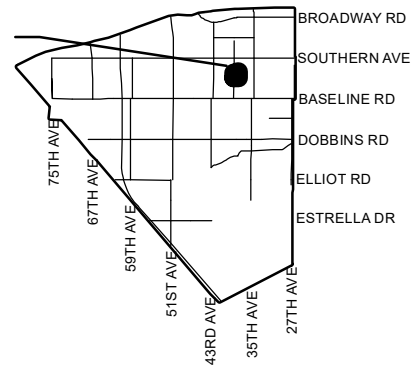 BROADWAY RD
SOUTHERN AVE
BASELINE RD
DOBBINS RD
ELLIOT RD
ESTRELLA DR
75TH AVE
67TH AVE
59TH AVE
51ST AVE
43RD AVE
35TH AVE
27TH AVE